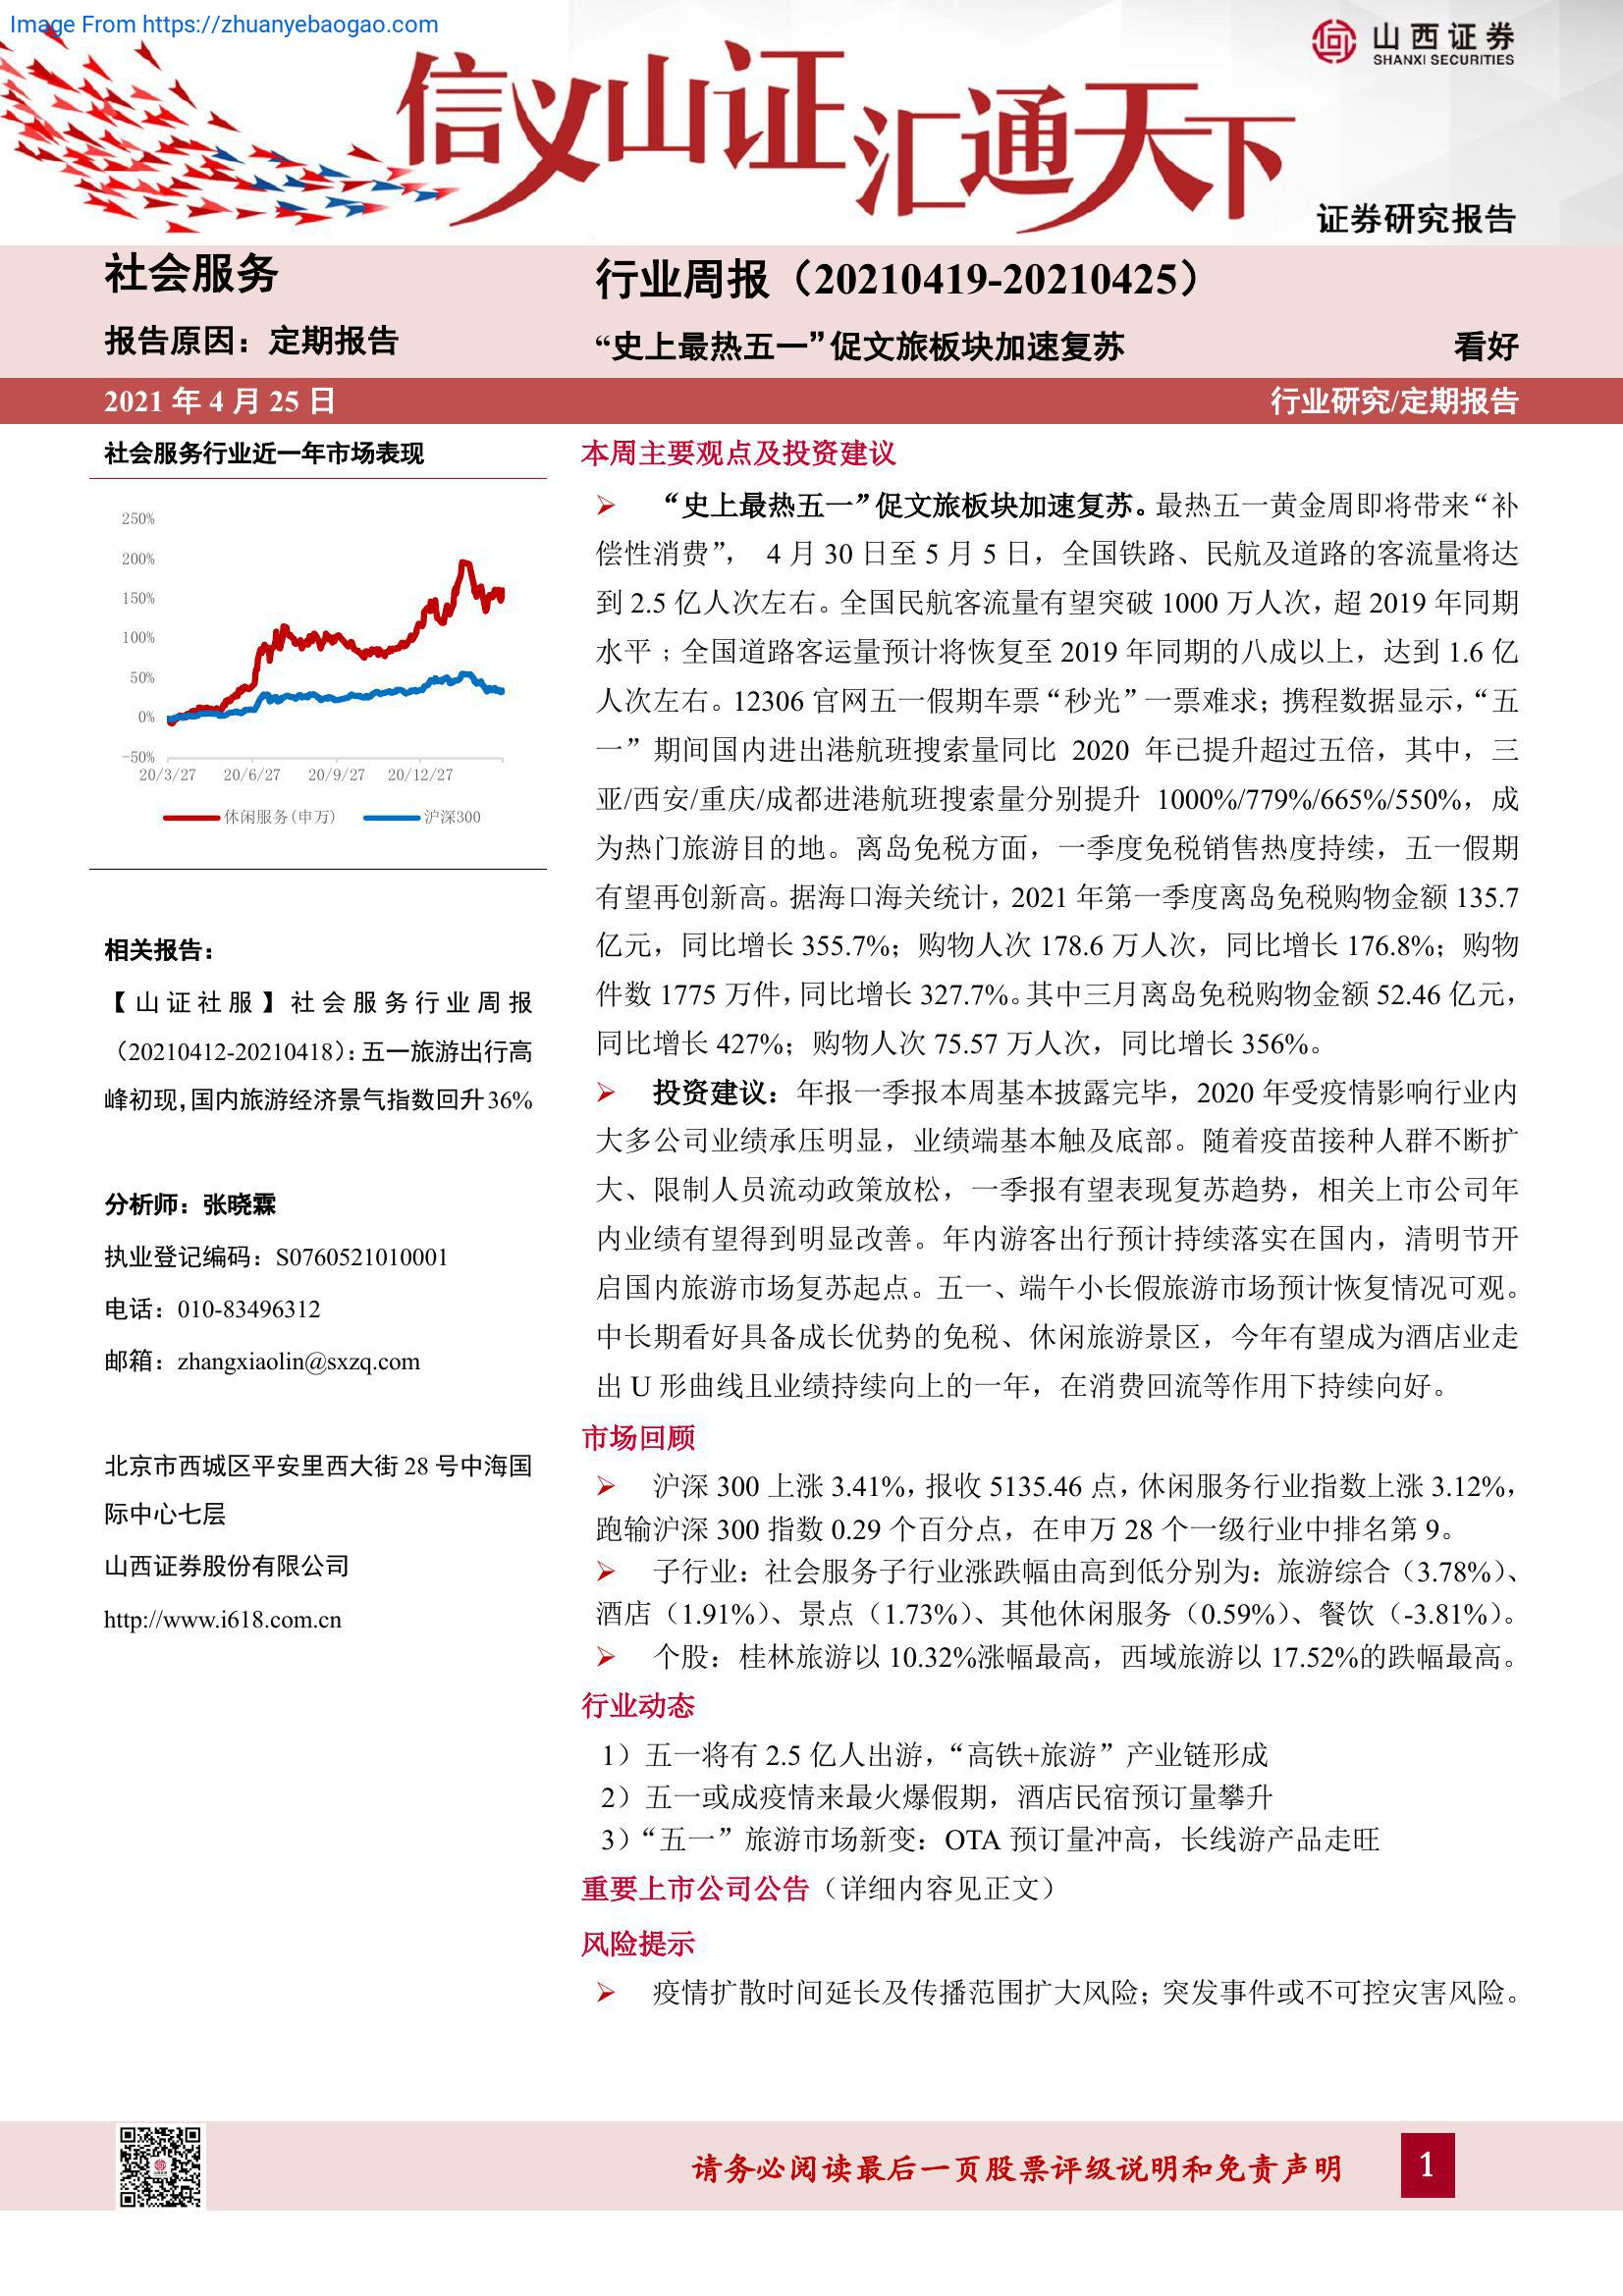 Image From https://zhuanyebaogao.com
山西证券
SHANXI SECURITIES
信义山证汇通天下
证券研究报告
社会服务
报告原因：定期报告
行业周报（20210419-20210425）
“史上最热五一”促文旅板块加速复苏 看好
2021 年 4 月 25 日 行业研究/定期报告
社会服务行业近一年市场表现
250%
200%
150%
100%
50%
0%
-50%
20/3/27 20/6/27 20/9/27 20/12/27
休闲服务(申万) 沪深300
相关报告：
【山证社服】社会服务行业周报
（20210412-20210418）：五一旅游出行高
峰初现，国内旅游经济景气指数回升36%
分析师：张晓霖
执业登记编码：S0760521010001
电话：010-83496312
邮箱：zhangxiaolin@sxzq.com
北京市西城区平安里西大街 28 号中海国
际中心七层
山西证券股份有限公司
http://www.i618.com.cn
本周主要观点及投资建议
➢ “史上最热五一”促文旅板块加速复苏。最热五一黄金周即将带来“补
偿性消费”， 4 月 30 日至 5 月 5 日，全国铁路、民航及道路的客流量将达
到 2.5 亿人次左右。全国民航客流量有望突破 1000 万人次，超 2019 年同期
水平；全国道路客运量预计将恢复至 2019 年同期的八成以上，达到 1.6 亿
人次左右。12306 官网五一假期车票“秒光”一票难求；携程数据显示，“五
一”期间国内进出港航班搜索量同比 2020 年已提升超过五倍，其中，三
亚/西安/重庆/成都进港航班搜索量分别提升 1000%/779%/665%/550%，成
为热门旅游目的地。离岛免税方面，一季度免税销售热度持续，五一假期
有望再创新高。据海口海关统计，2021 年第一季度离岛免税购物金额 135.7
亿元，同比增长 355.7%；购物人次 178.6 万人次，同比增长 176.8%；购物
件数 1775 万件，同比增长 327.7%。其中三月离岛免税购物金额 52.46 亿元，
同比增长 427%；购物人次 75.57 万人次，同比增长 356%。
➢ 投资建议：年报一季报本周基本披露完毕，2020 年受疫情影响行业内
大多公司业绩承压明显，业绩端基本触及底部。随着疫苗接种人群不断扩
大、限制人员流动政策放松，一季报有望表现复苏趋势，相关上市公司年
内业绩有望得到明显改善。年内游客出行预计持续落实在国内，清明节开
启国内旅游市场复苏起点。五一、端午小长假旅游市场预计恢复情况可观。
中长期看好具备成长优势的免税、休闲旅游景区，今年有望成为酒店业走
出 U 形曲线且业绩持续向上的一年，在消费回流等作用下持续向好。
市场回顾
➢ 沪深 300 上涨 3.41%，报收 5135.46 点，休闲服务行业指数上涨 3.12%，
跑输沪深 300 指数 0.29 个百分点，在申万 28 个一级行业中排名第 9。
➢ 子行业：社会服务子行业涨跌幅由高到低分别为：旅游综合（3.78%）、
酒店（1.91%）、景点（1.73%）、其他休闲服务（0.59%）、餐饮（-3.81%）。
➢ 个股：桂林旅游以 10.32%涨幅最高，西域旅游以 17.52%的跌幅最高。
行业动态
1）五一将有 2.5 亿人出游，“高铁+旅游”产业链形成
2）五一或成疫情来最火爆假期，酒店民宿预订量攀升
3）“五一”旅游市场新变：OTA 预订量冲高，长线游产品走旺
重要上市公司公告（详细内容见正文）
风险提示
➢ 疫情扩散时间延长及传播范围扩大风险；突发事件或不可控灾害风险。
请务必阅读最后一页股票评级说明和免责声明 1